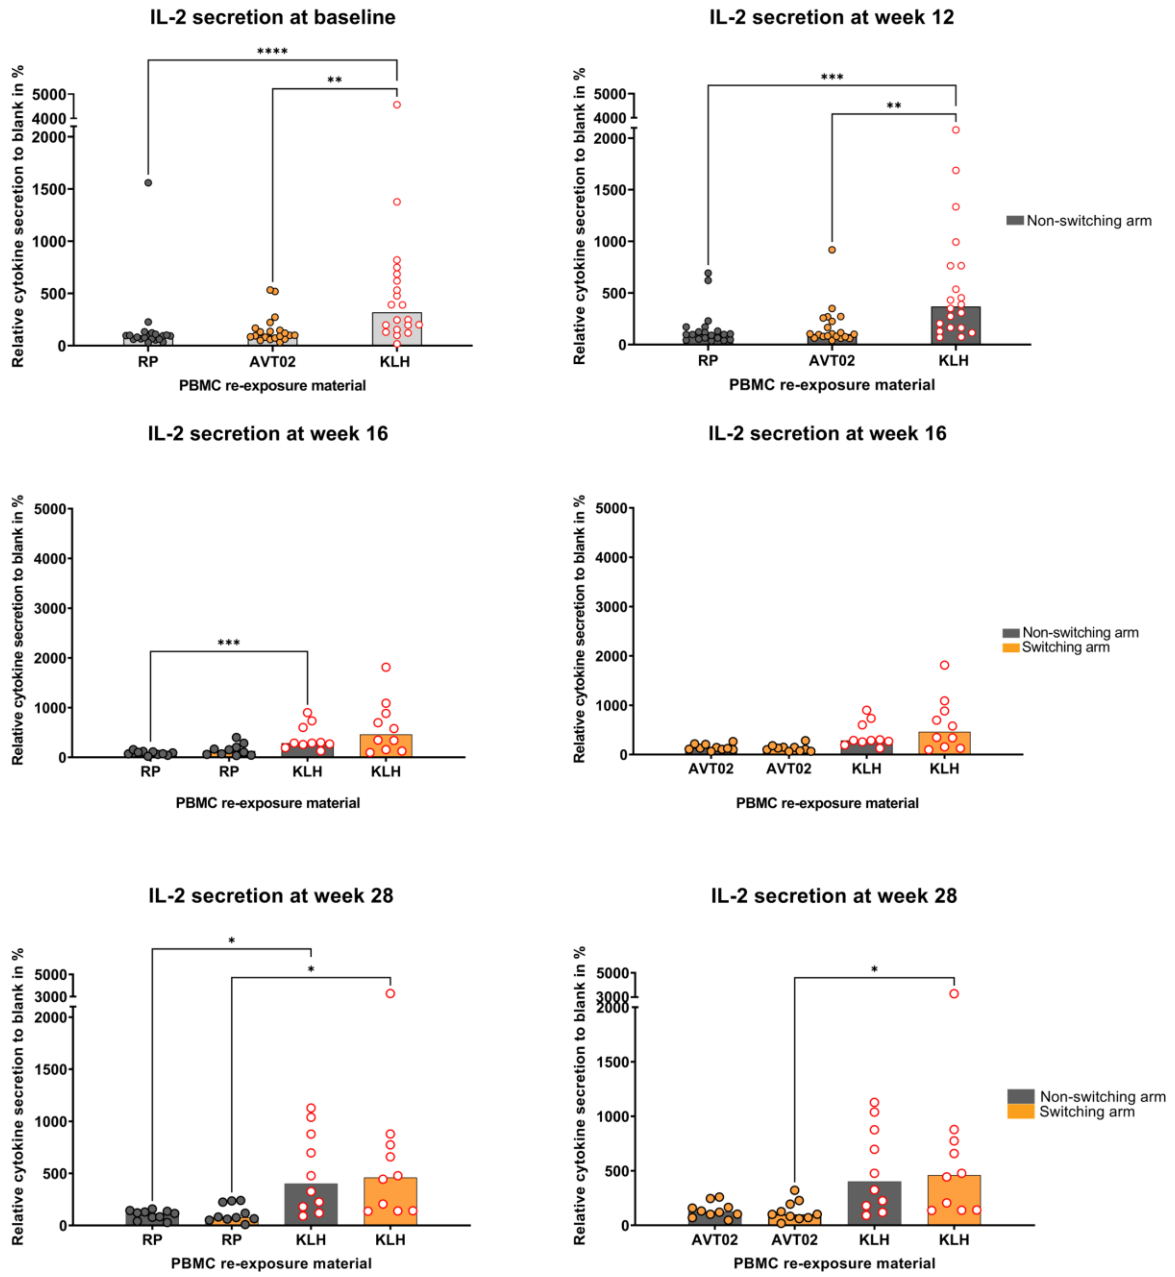 IL-2 secretion at baseline
Relative cytokine secretion to blank in %
5000
4000
2000
1500
1000
500
0
****
**
RP AVT02 KLH
PBMC re-exposure material
IL-2 secretion at week 12
Relative cytokine secretion to blank in %
5000
4000
2000
1500
1000
500
0
***
**
RP AVT02 KLH
PBMC re-exposure material
Non-switching arm
IL-2 secretion at week 16
Relative cytokine secretion to blank in %
5000
4000
3000
2000
1000
0
***
RP RP KLH KLH
PBMC re-exposure material
IL-2 secretion at week 16
Relative cytokine secretion to blank in %
5000
4000
3000
2000
1000
0
AVT02 AVT02 KLH KLH
PBMC re-exposure material
Non-switching arm
Switching arm
IL-2 secretion at week 28
Relative cytokine secretion to blank in %
5000
3000
2000
1500
1000
500
0
*
*
RP RP KLH KLH
PBMC re-exposure material
IL-2 secretion at week 28
Relative cytokine secretion to blank in %
5000
3000
2000
1500
1000
500
0
*
AVT02 AVT02 KLH KLH
PBMC re-exposure material
Non-switching arm
Switching arm